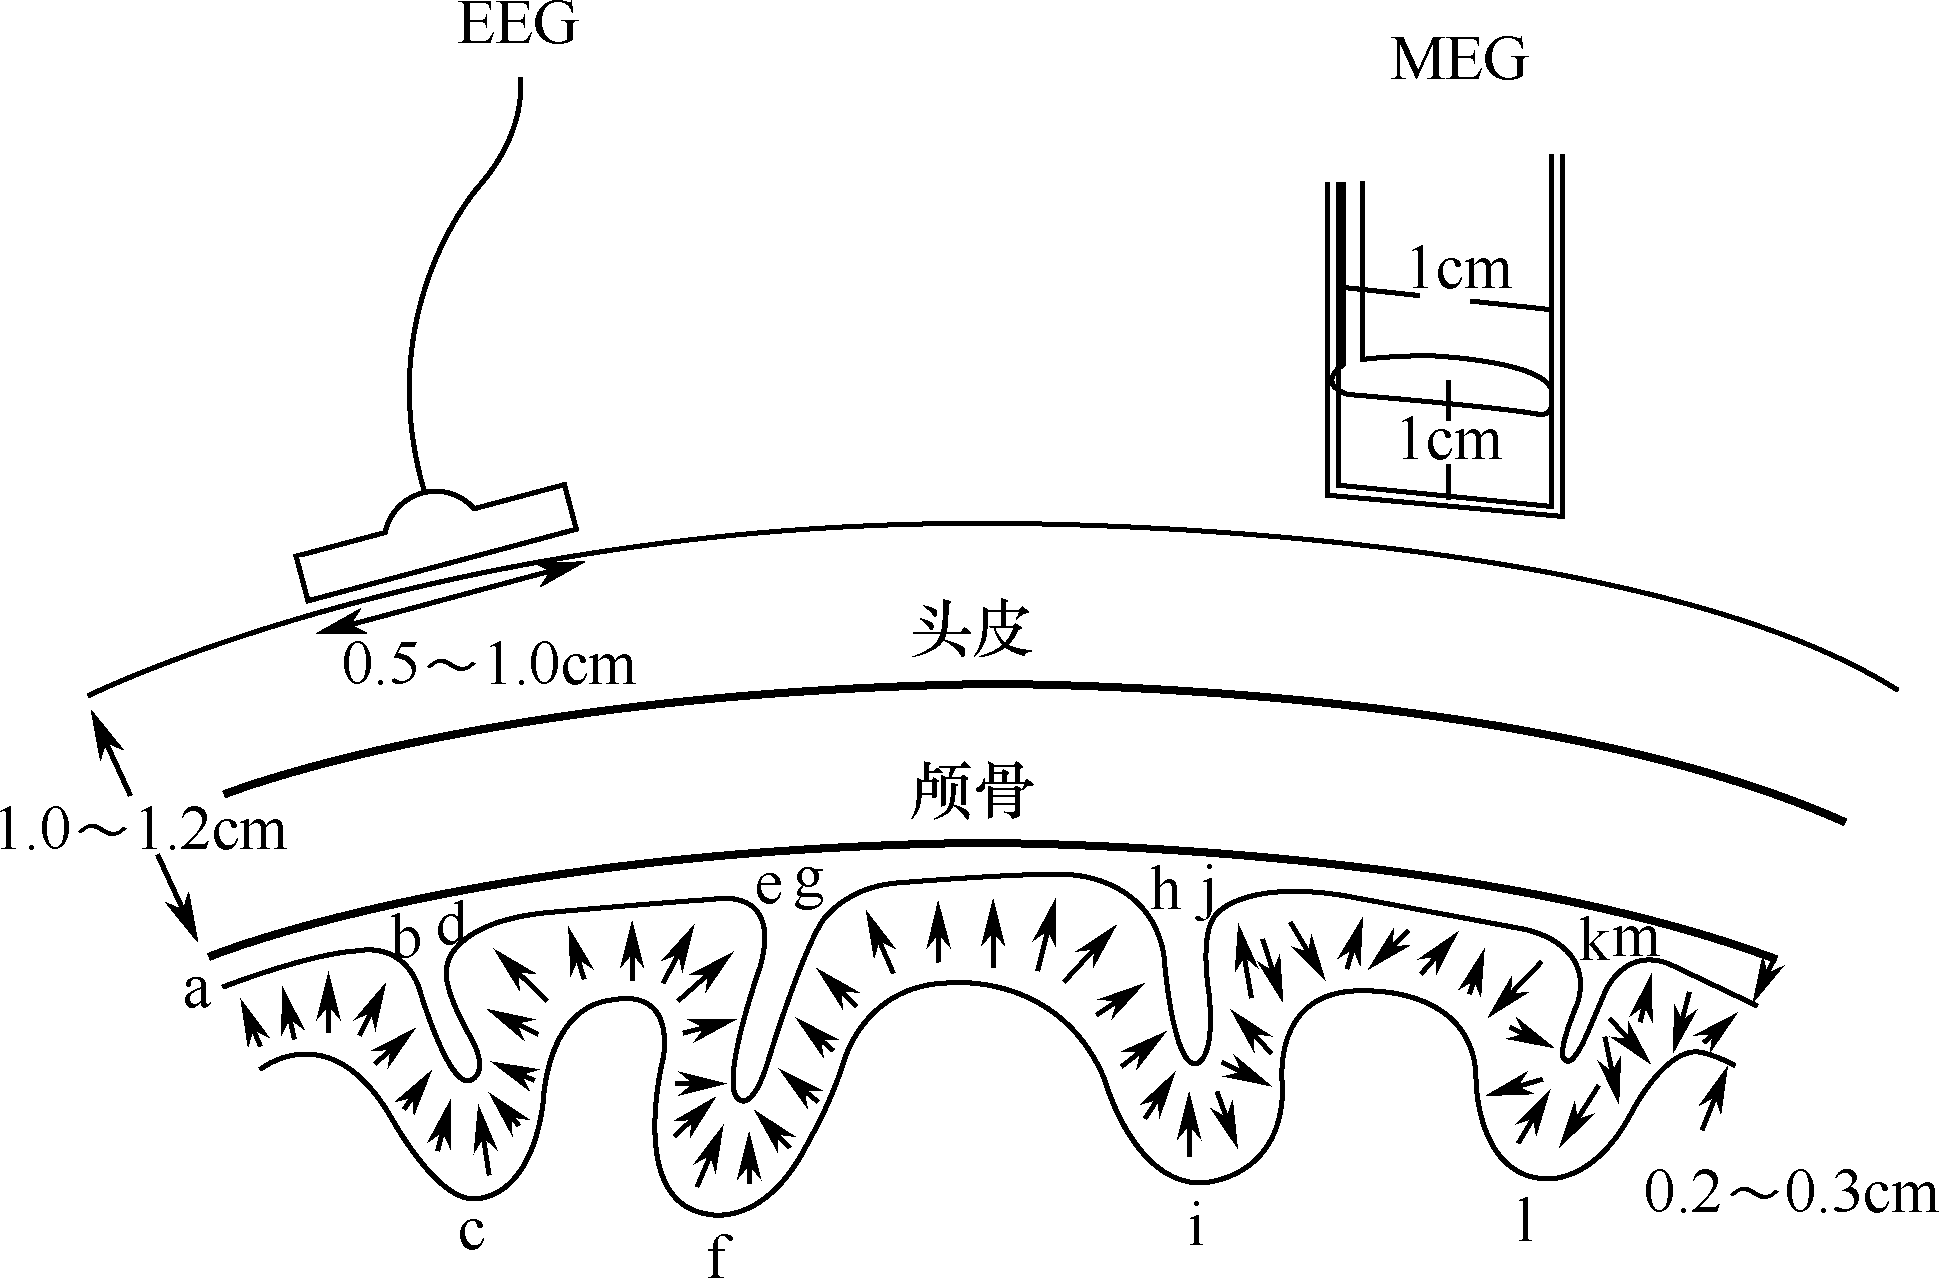 EEG
MEG
1cm
1cm
头皮
0.5～1.0cm
颅骨
1.0～1.2cm
e g
h j
b d
k m
a
0.2～0.3cm
c
f
i
l